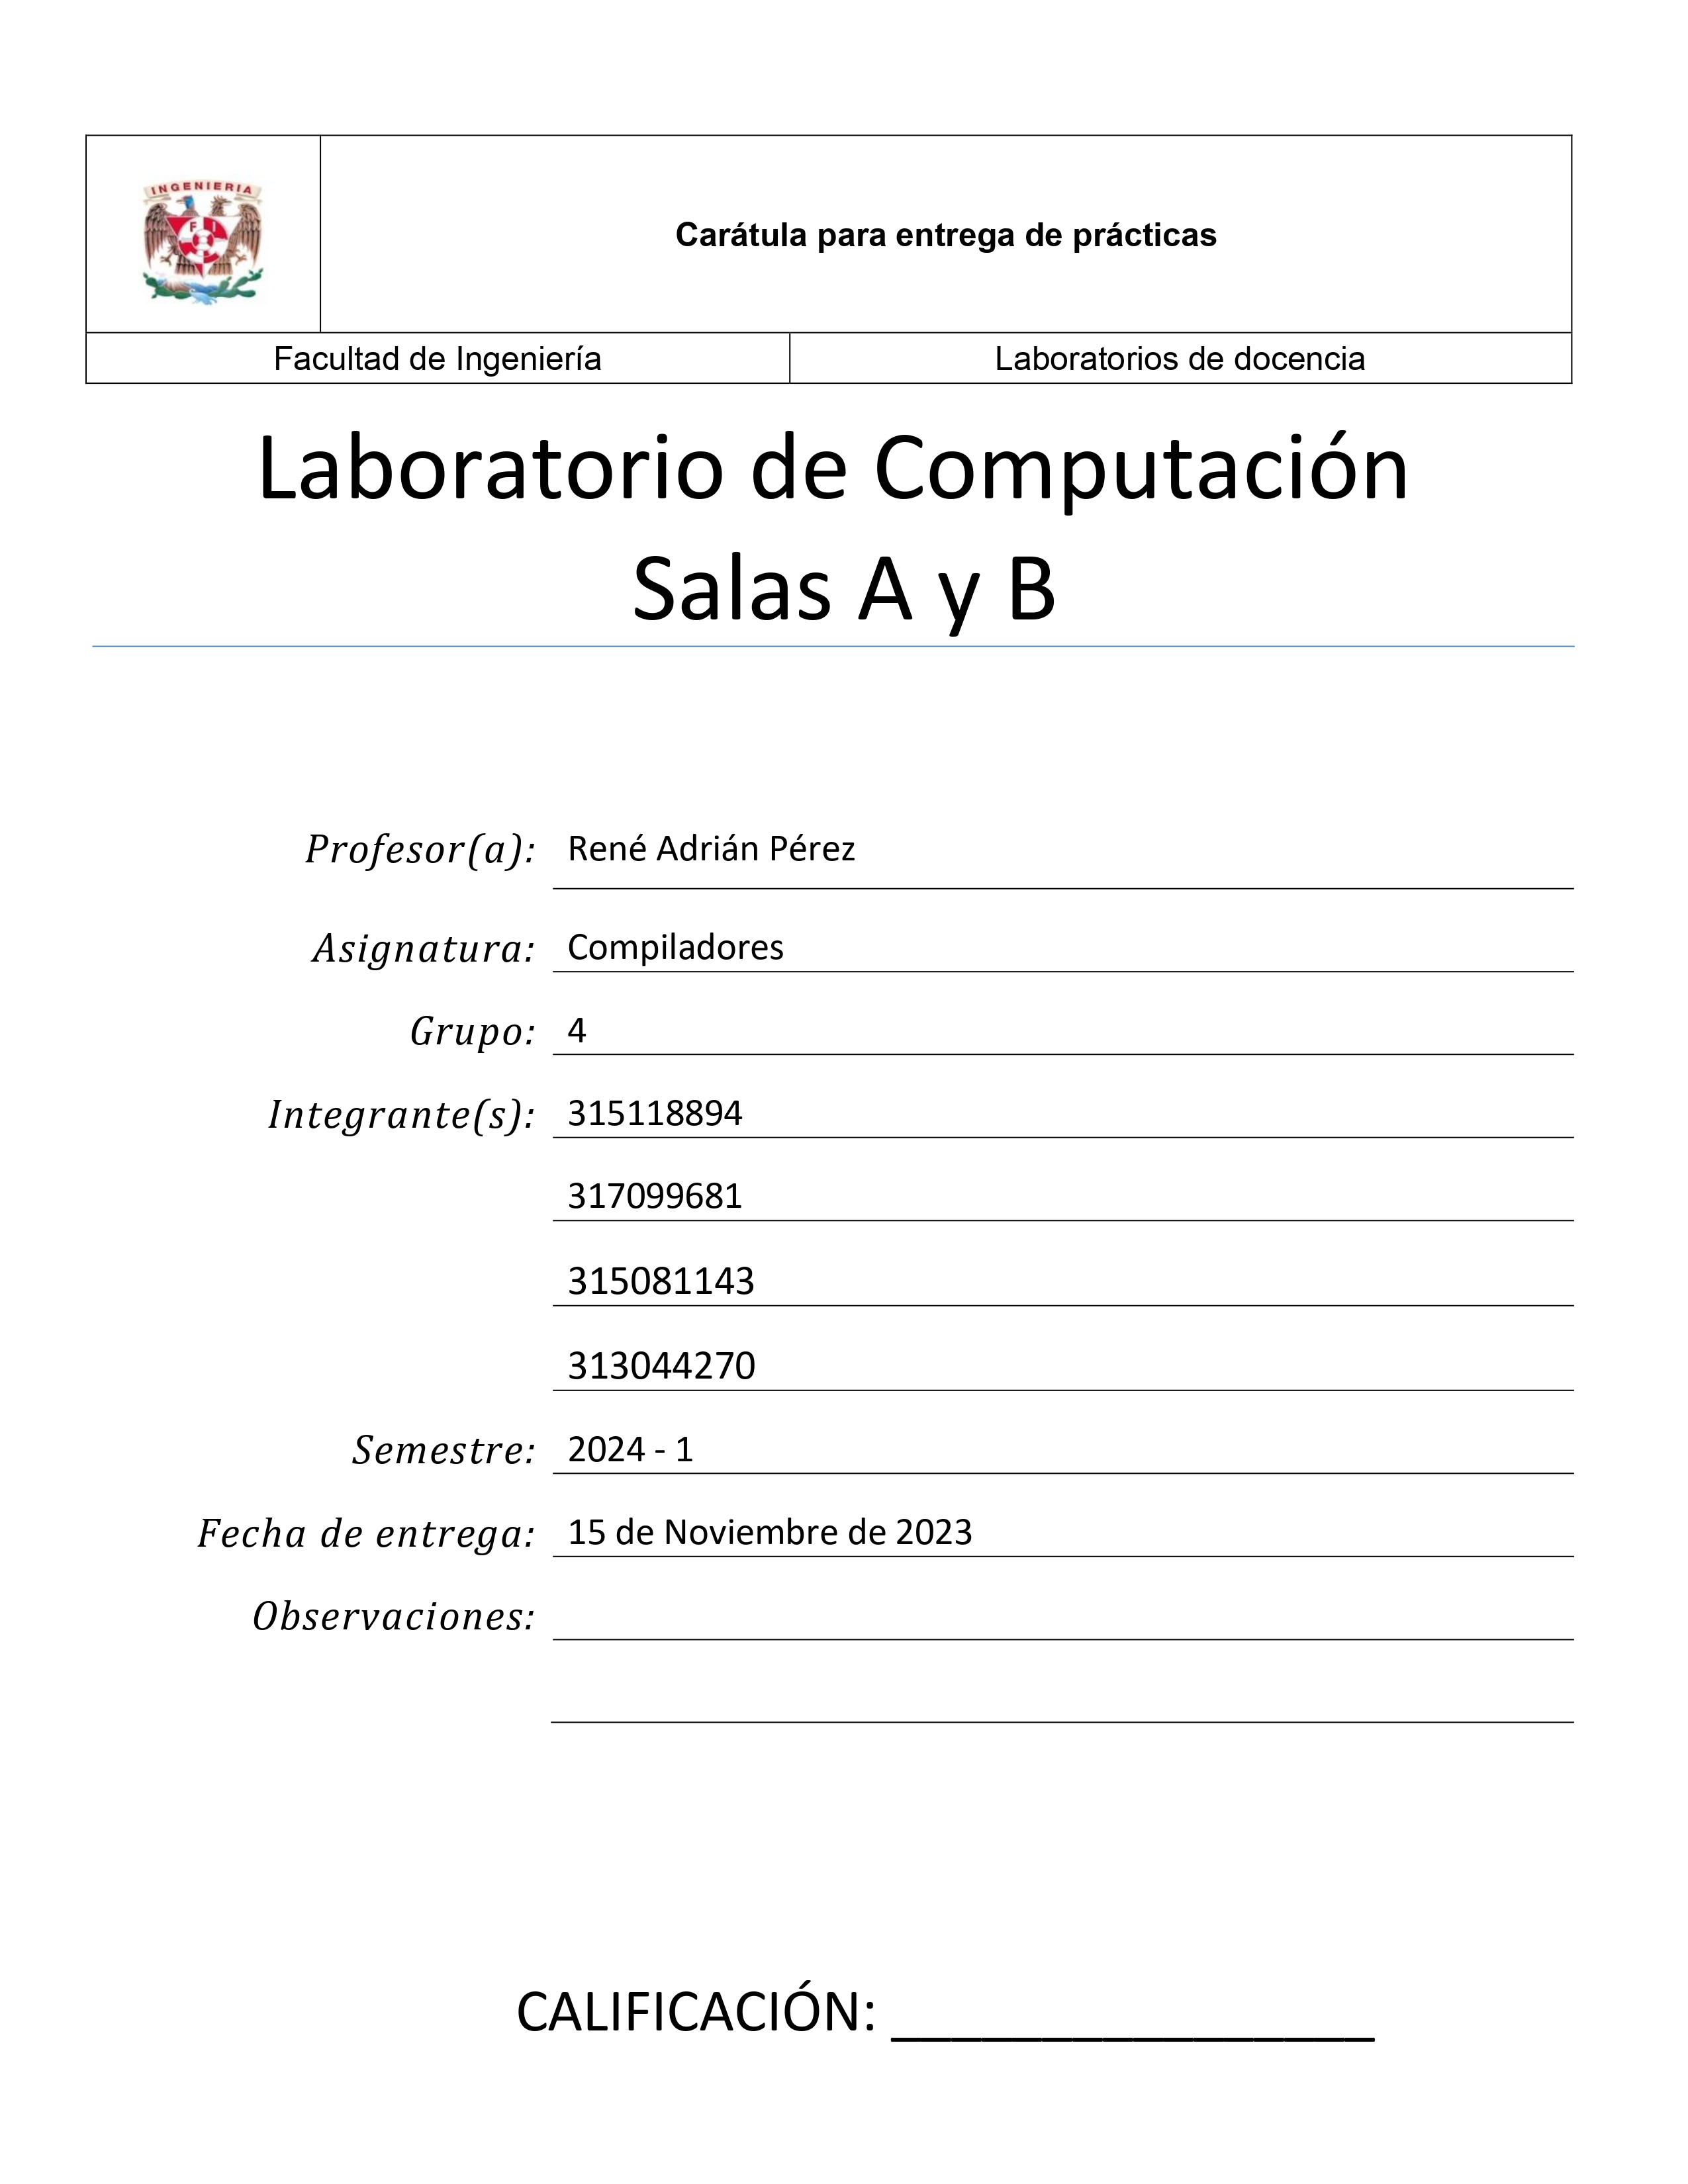 INGENIERIA
F I
Carátula para entrega de prácticas
Facultad de Ingeniería
Laboratorios de docencia
Laboratorio de Computación
Salas A y B
Profesor(a): René Adrián Pérez
Asignatura: Compiladores
Grupo: 4
Integrante(s): 315118894
317099681
315081143
313044270
Semestre: 2024 - 1
Fecha de entrega: 15 de Noviembre de 2023
Observaciones:
CALIFICACIÓN: ________________